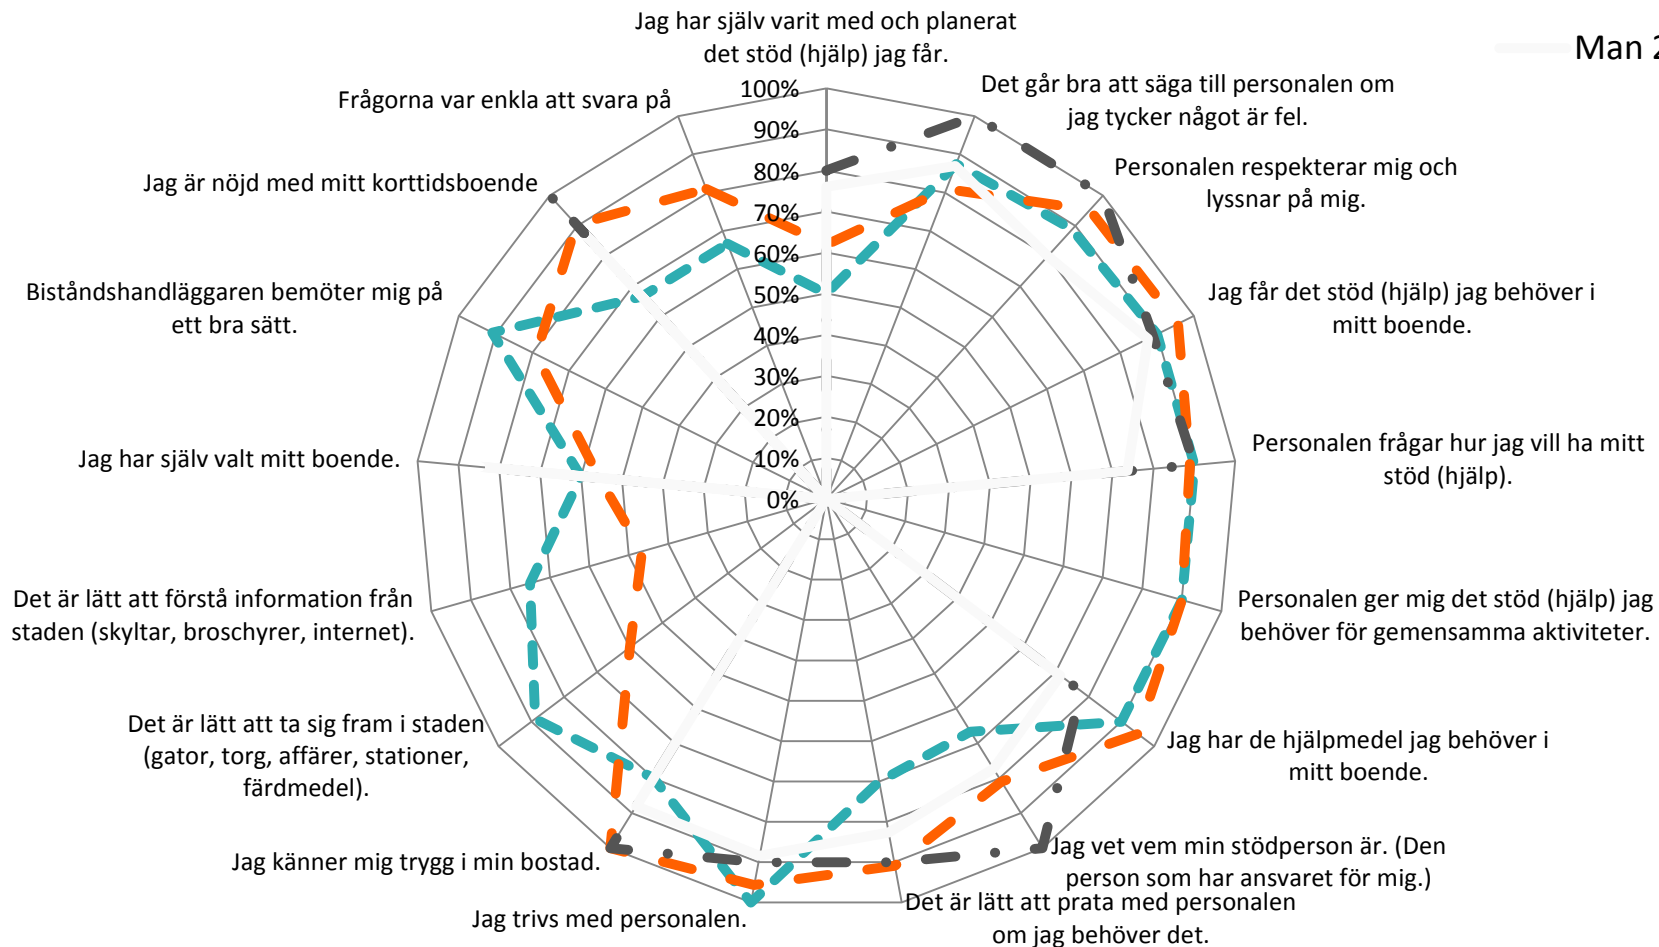 Jag har själv varit med och planerat
det stöd (hjälp) jag får.
Man 2
Det går bra att säga till personalen om
jag tycker något är fel.
Personalen respekterar mig och
lyssnar på mig.
Jag får det stöd (hjälp) jag behöver i
mitt boende.
Personalen frågar hur jag vill ha mitt
stöd (hjälp).
Personalen ger mig det stöd (hjälp) jag
behöver för gemensamma aktiviteter.
Jag har de hjälpmedel jag behöver i
mitt boende.
Jag vet vem min stödperson är. (Den
person som har ansvaret för mig.)
Det är lätt att prata med personalen
om jag behöver det.
Jag trivs med personalen.
Jag känner mig trygg i min bostad.
Det är lätt att ta sig fram i staden
(gator, torg, affärer, stationer,
färdmedel).
Det är lätt att förstå information från
staden (skyltar, broschyrer, internet).
Jag har själv valt mitt boende.
Biståndshandläggaren bemöter mig på
ett bra sätt.
Jag är nöjd med mitt korttidsboende
Frågorna var enkla att svara på
100%
90%
80%
70%
60%
50%
40%
30%
20%
10%
0%